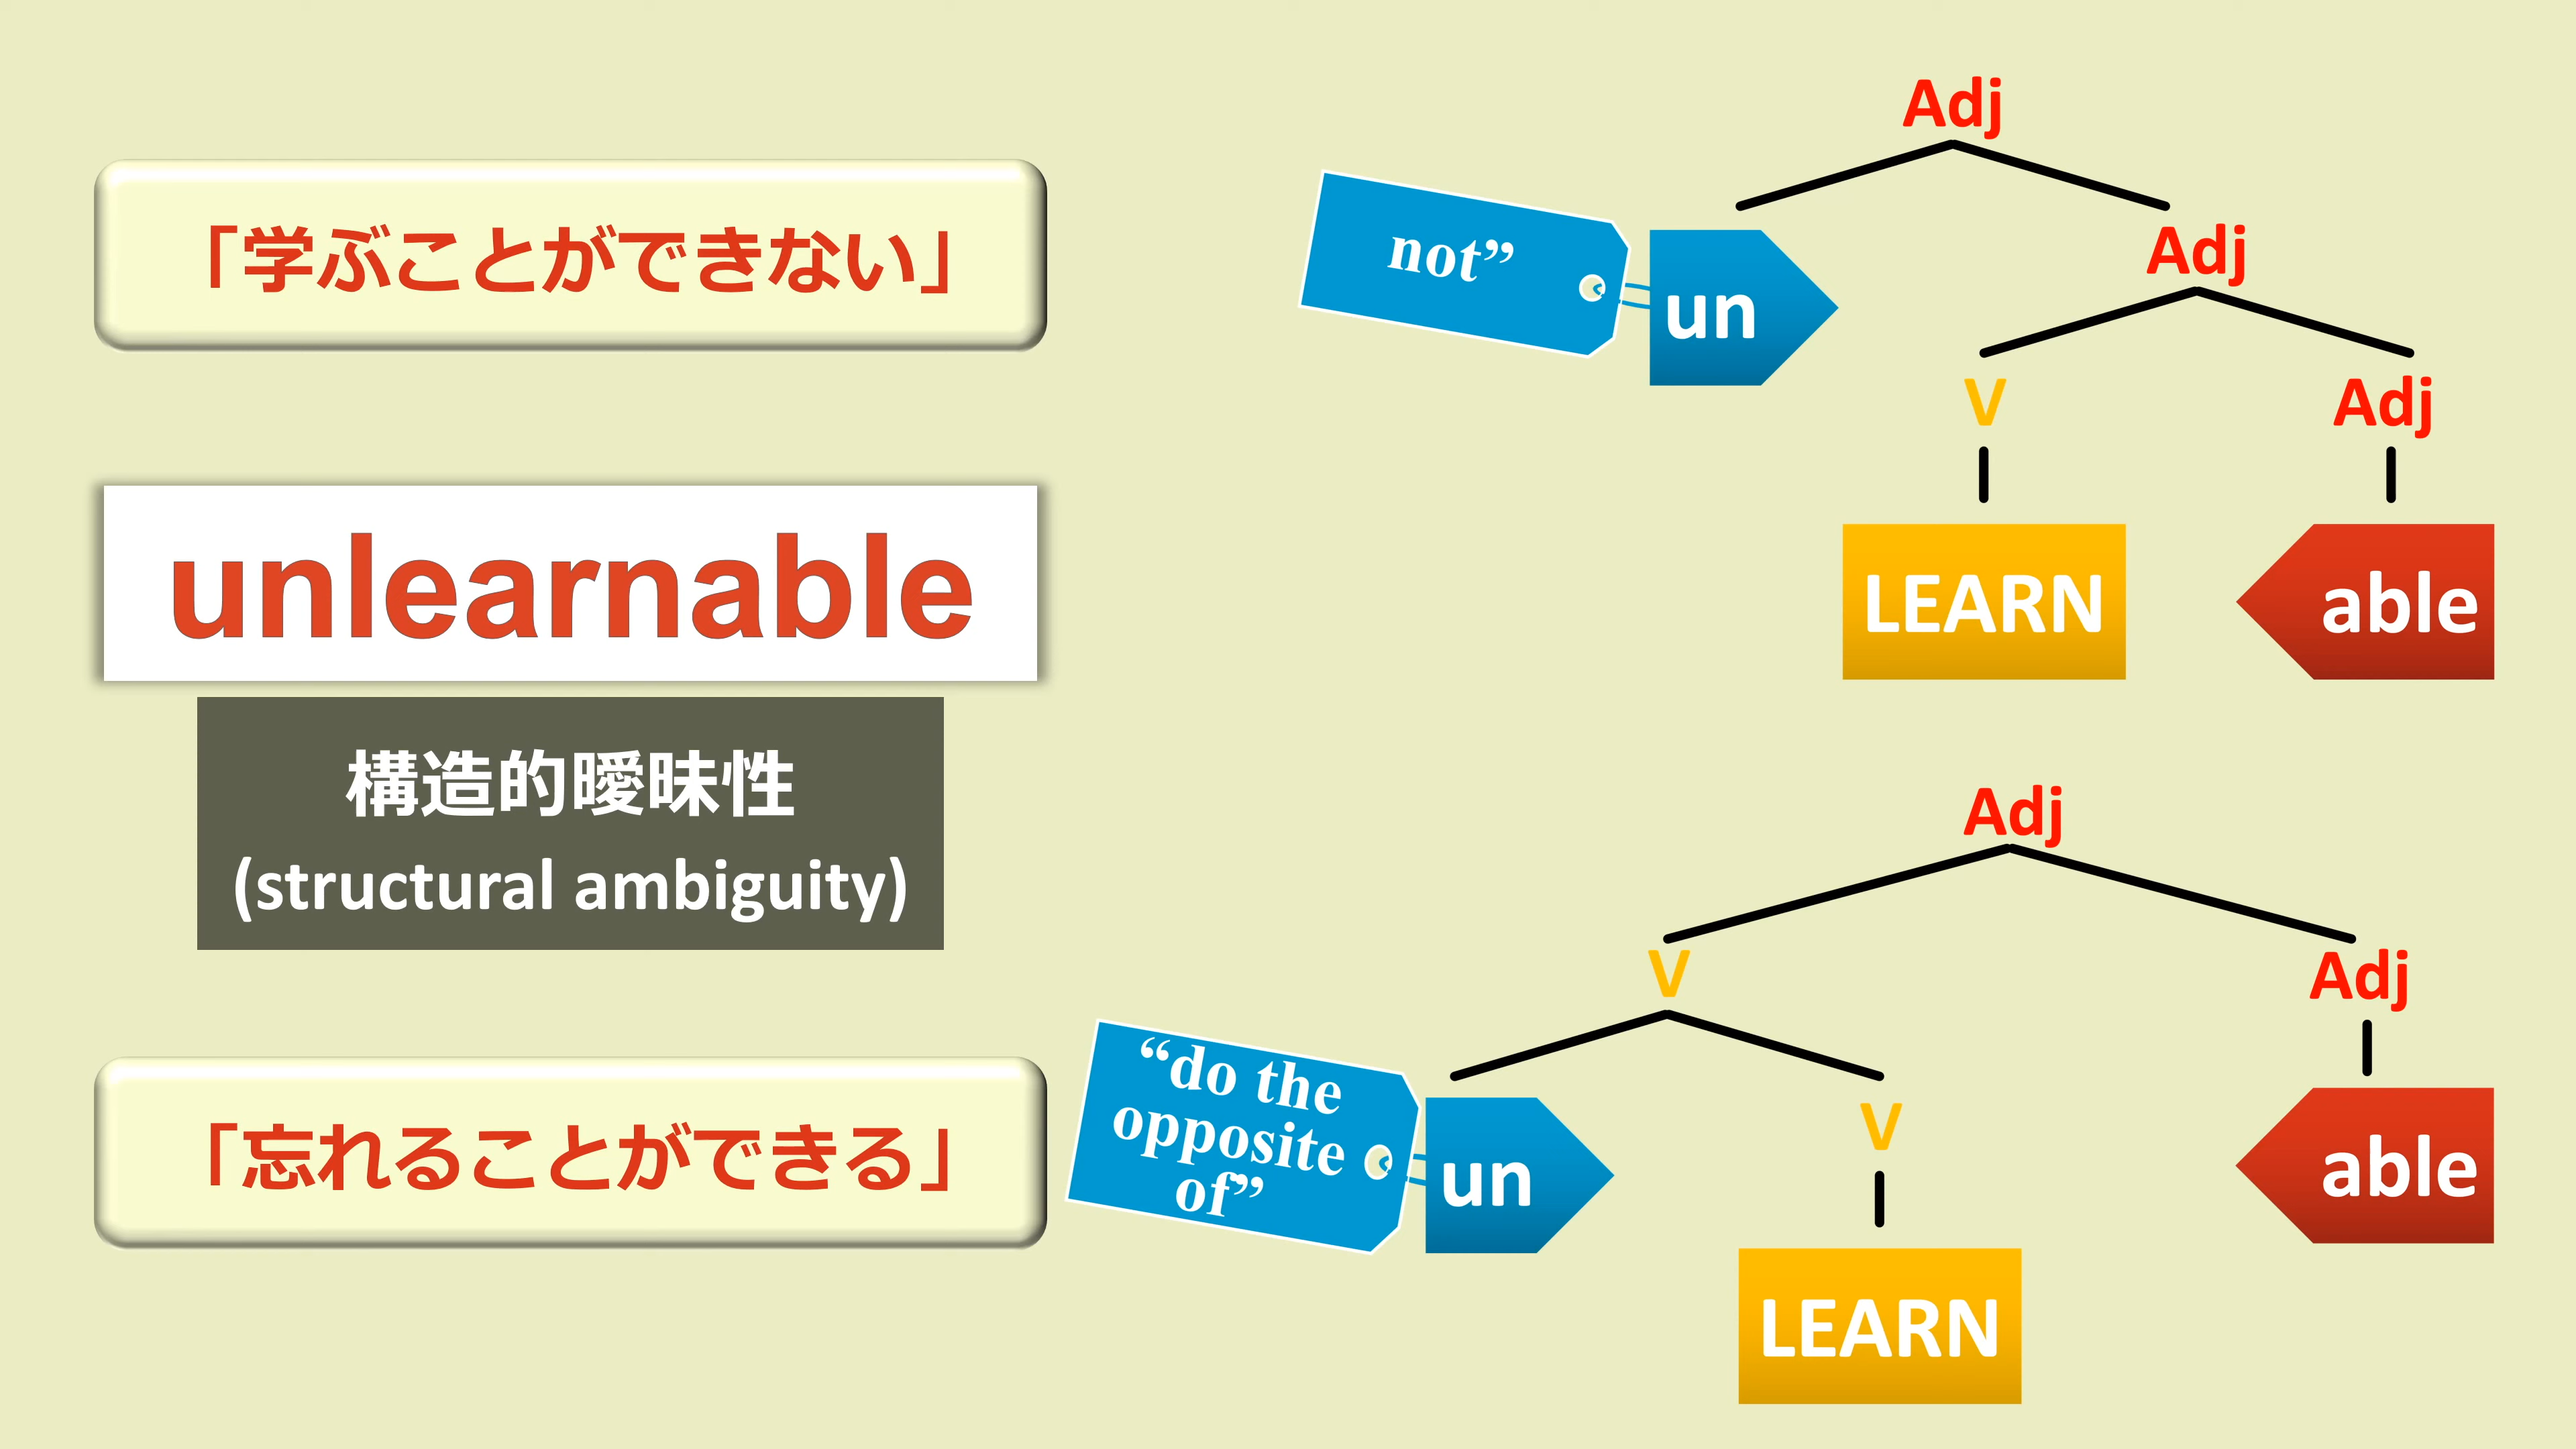 「学ぶことができない」
unlearnable
構造的曖昧性
(structural ambiguity)
「忘れることができる」
Adj
not”
un
Adj
V
Adj
LEARN
able
Adj
V
Adj
“do the
opposite
of”
un
V
able
LEARN